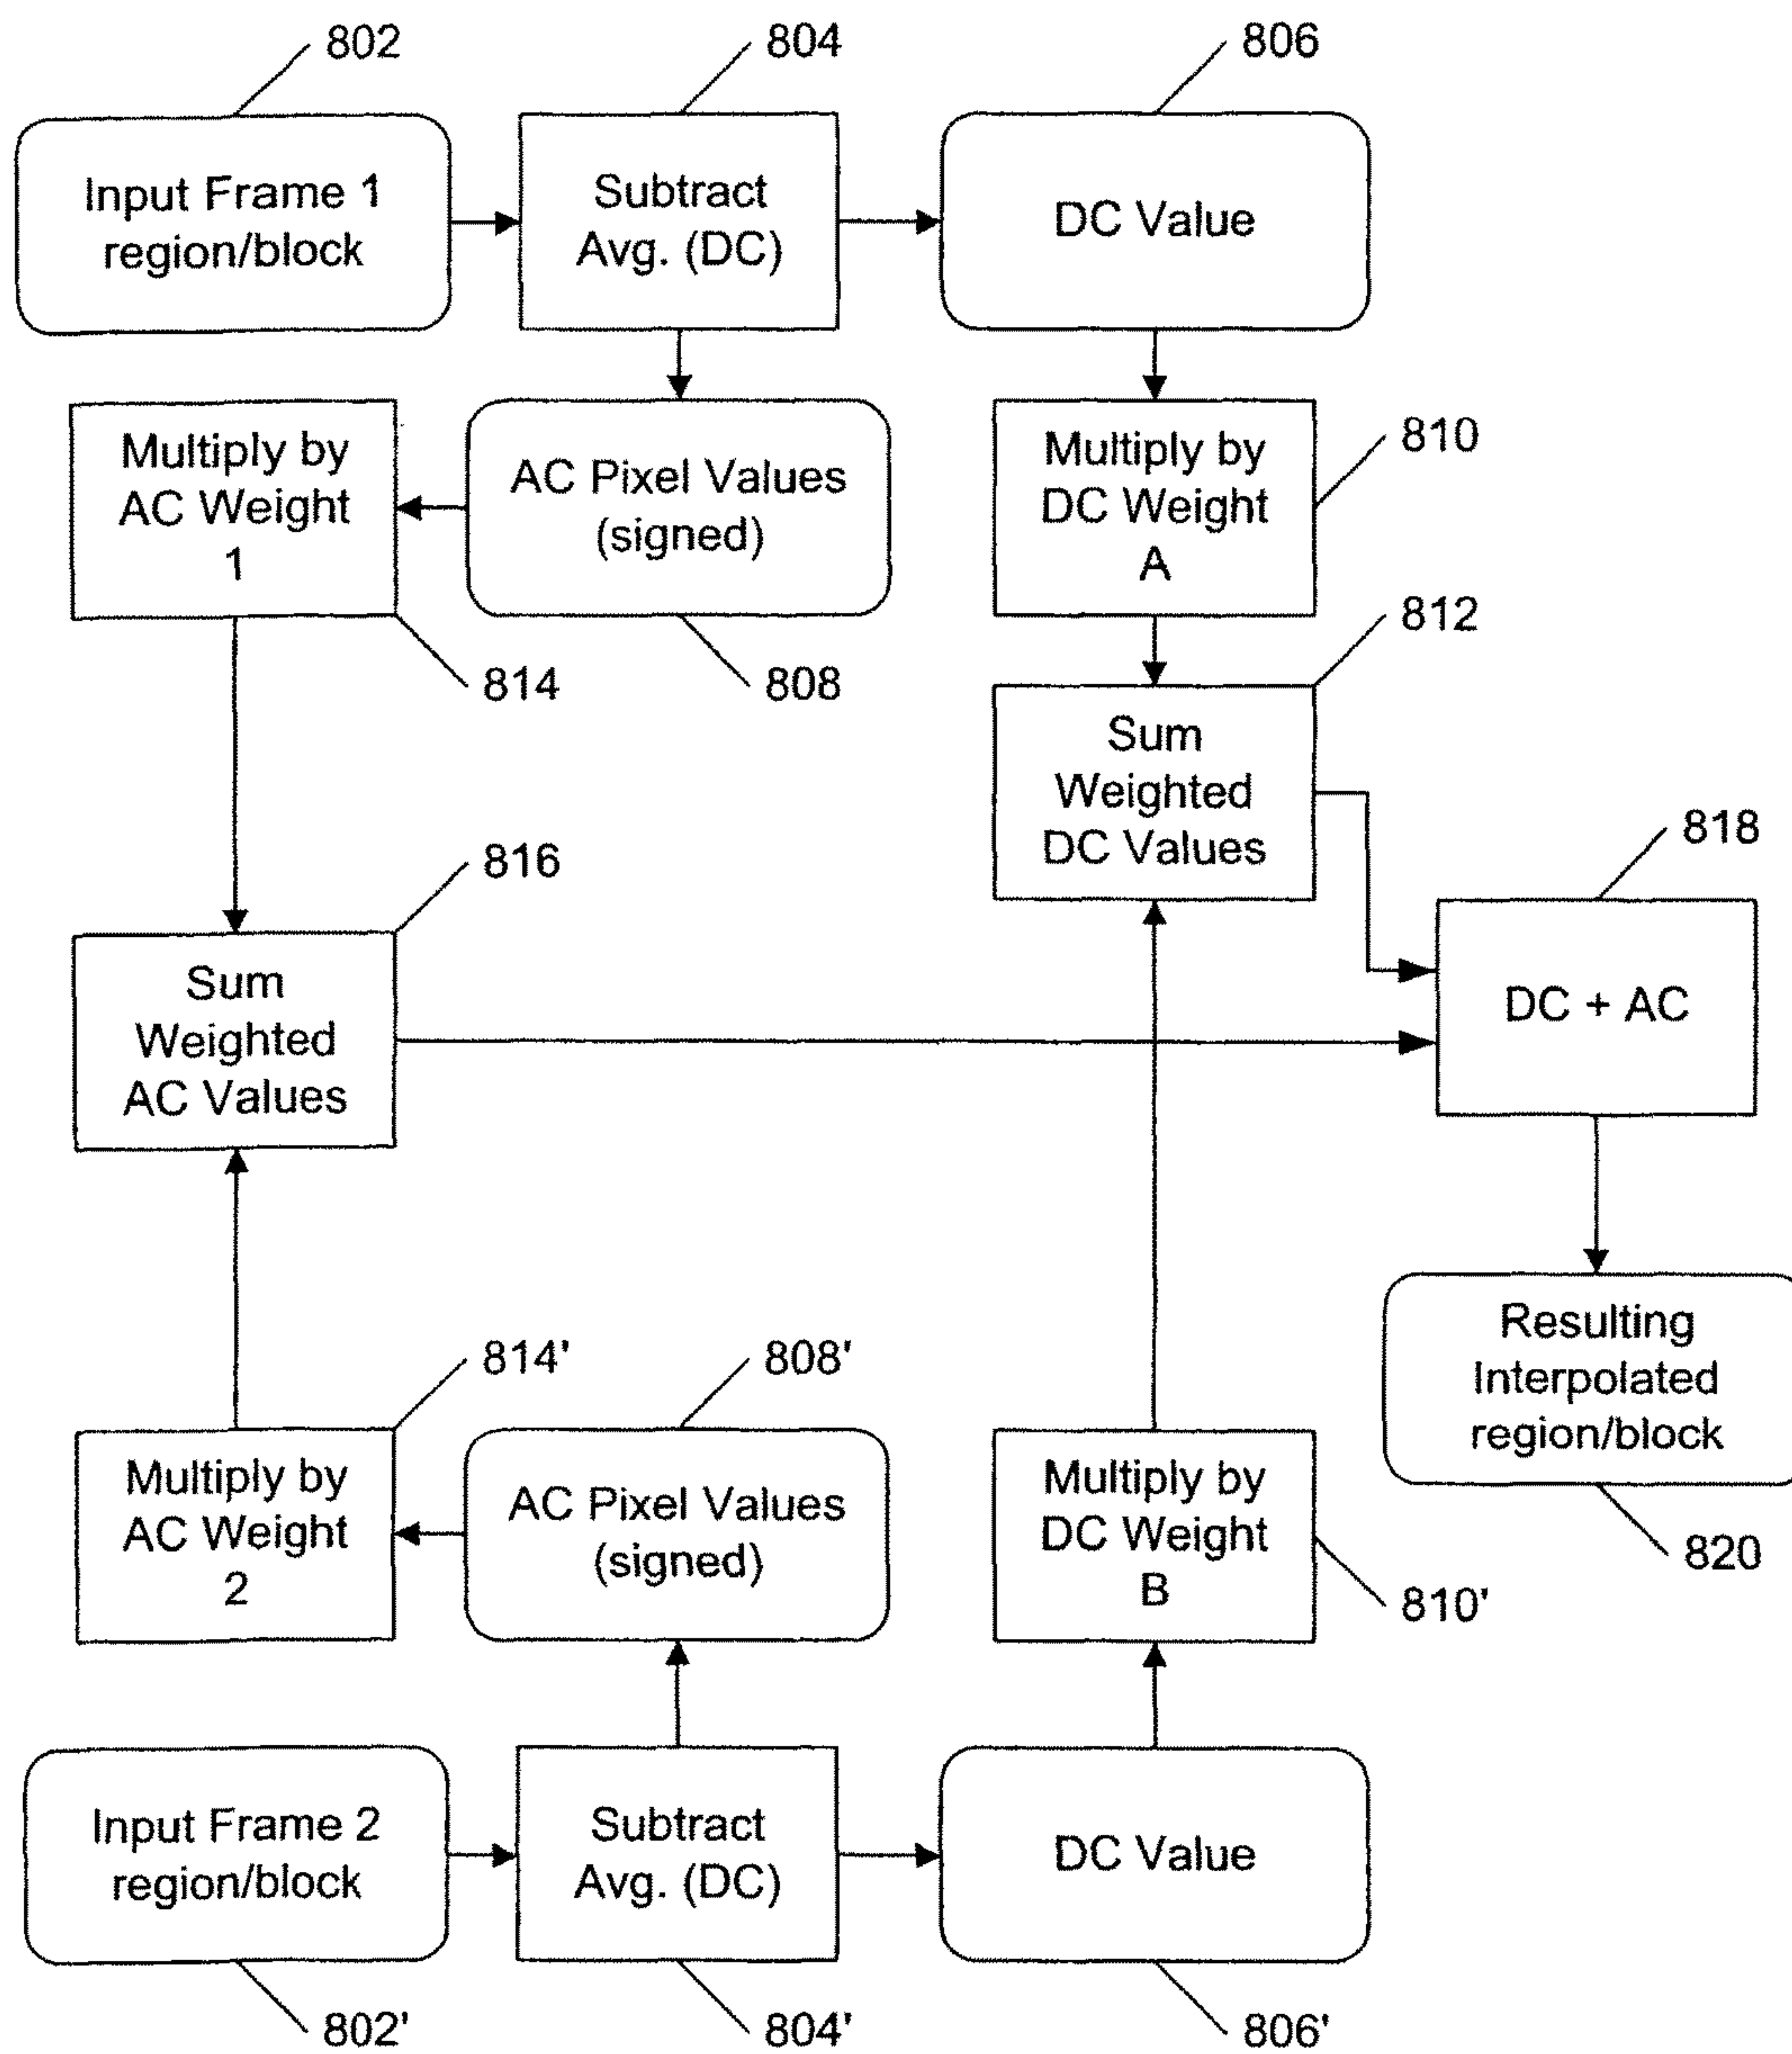 802
804
806
Input Frame 1
region/block
Subtract
Avg. (DC)
DC Value
Multiply by
AC Weight
1
AC Pixel Values
(signed)
Multiply by
DC Weight
A
810
812
814
808
Sum
Weighted
DC Values
818
816
Sum
Weighted
AC Values
DC + AC
Resulting
Interpolated
region/block
814'
808'
Multiply by
AC Weight
2
AC Pixel Values
(signed)
Multiply by
DC Weight
B
820
810'
Input Frame 2
region/block
Subtract
Avg. (DC)
DC Value
802'
804'
806'